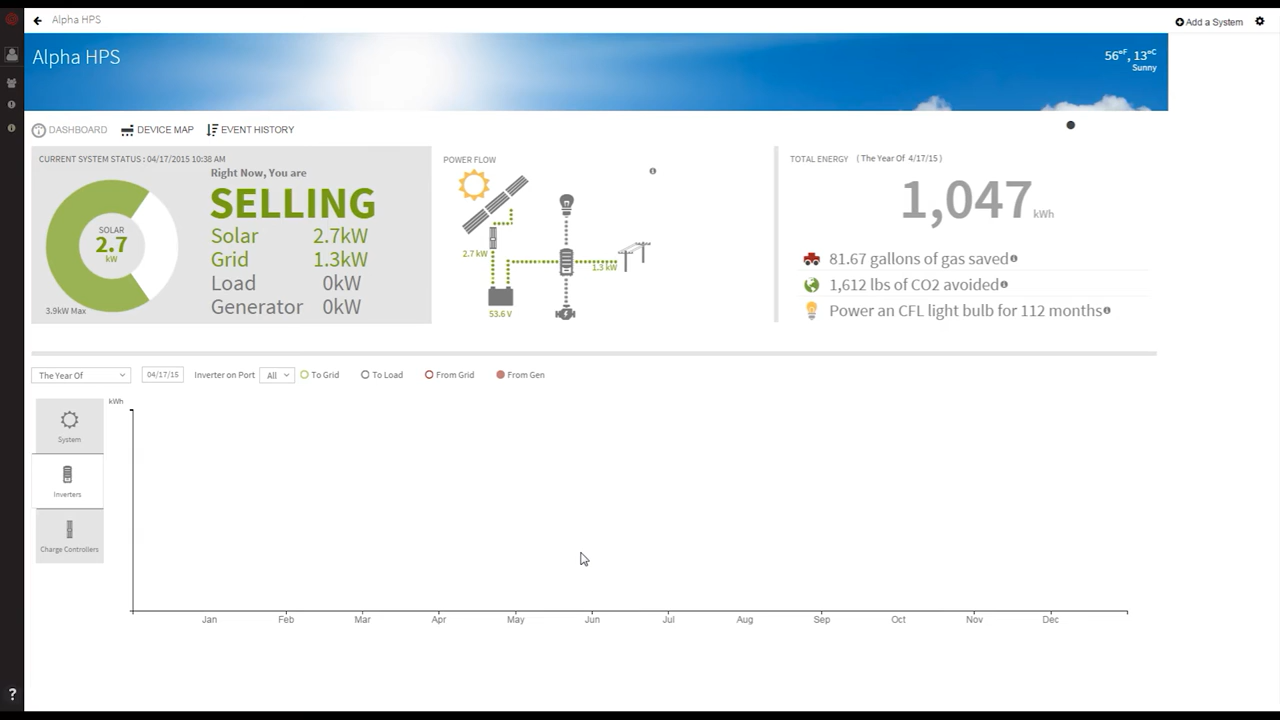 Alpha HPS
Add a System
Alpha HPS
56°F, 13°C
Sunny
DASHBOARD DEVICE MAP EVENT HISTORY
CURRENT SYSTEM STATUS : 04/17/2015 10:38 AM
SOLAR
2.7
kW
3.9kW Max
Right Now, You are
SELLING
Solar 2.7kW
Grid 1.3kW
Load 0kW
Generator 0kW
POWER FLOW
2.7 kW
1.3 kW
53.6 V
TOTAL ENERGY ( The Year Of 4/17/15 )
1,047 kWh
81.67 gallons of gas saved
1,612 lbs of CO2 avoided
Power an CFL light bulb for 112 months
The Year Of 04/17/15 Inverter on Port All To Grid To Load From Grid From Gen
System
Inverters
Charge Controllers
kWh
Jan Feb Mar Apr May Jun Jul Aug Sep Oct Nov Dec
?